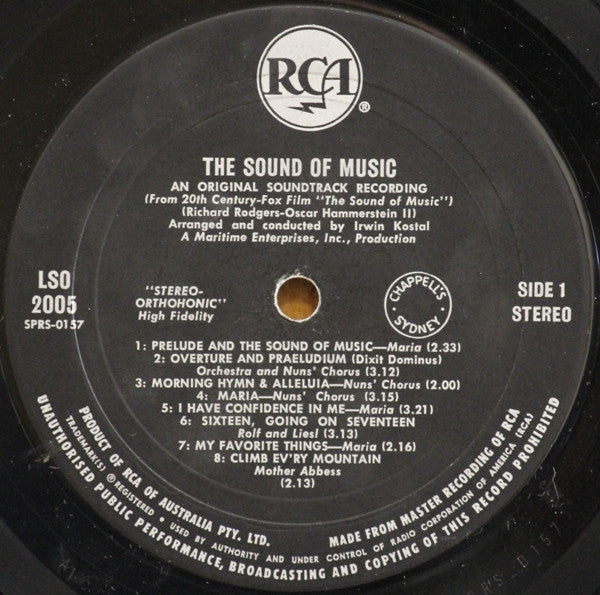 RCA
®
THE SOUND OF MUSIC
AN ORIGINAL SOUNDTRACK RECORDING
(From 20th Century-Fox Film "The Sound of Music")
(Richard Rodgers-Oscar Hammerstein II)
Arranged and conducted by Irwin Kostal
A Maritime Enterprises, Inc., Production
LSO
2005
SPRS-0157
"STEREO-
ORTHOHONIC"
High Fidelity
CHAPPELL'S
SYDNEY
SIDE 1
STEREO
1: PRELUDE AND THE SOUND OF MUSIC—Maria (2.33)
2: OVERTURE AND PRAELUDIUM (Dixit Dominus)
Orchestra and Nuns' Chorus (3.12)
3: MORNING HYMN & ALLELUIA—Nuns' Chorus (2.00)
4: MARIA—Nuns' Chorus (3.15)
5: I HAVE CONFIDENCE IN ME—Maria (3.21)
6: SIXTEEN, GOING ON SEVENTEEN
Rolf and Liesl (3.13)
7: MY FAVORITE THINGS—Maria (2.16)
8: CLIMB EV'RY MOUNTAIN
Mother Abbess
(2.13)
PRODUCT OF RCA OF AUSTRALIA PTY. LTD. MADE FROM MASTER RECORDING OF RCA
TRADEMARK(S) ® REGISTERED • USED BY AUTHORITY AND UNDER CONTROL OF RADIO CORPORATION OF AMERICA (RCA)
UNAUTHORISED PUBLIC PERFORMANCE, BROADCASTING AND COPYING OF THIS RECORD PROHIBITED